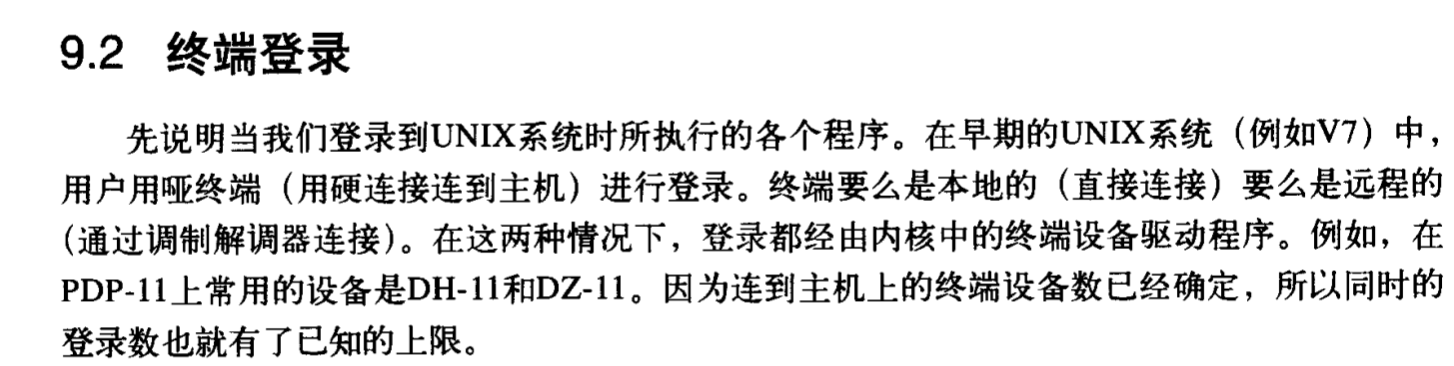 9.2 终端登录
先说明当我们登录到UNIX系统时所执行的各个程序。在早期的UNIX系统（例如V7）中，
用户用哑终端（用硬连接连到主机）进行登录。终端要么是本地的（直接连接）要么是远程的
（通过调制解调器连接）。在这两种情况下，登录都经由内核中的终端设备驱动程序。例如，在
PDP-11上常用的设备是DH-11和DZ-11。因为连到主机上的终端设备数已经确定，所以同时的
登录数也就有了已知的上限。